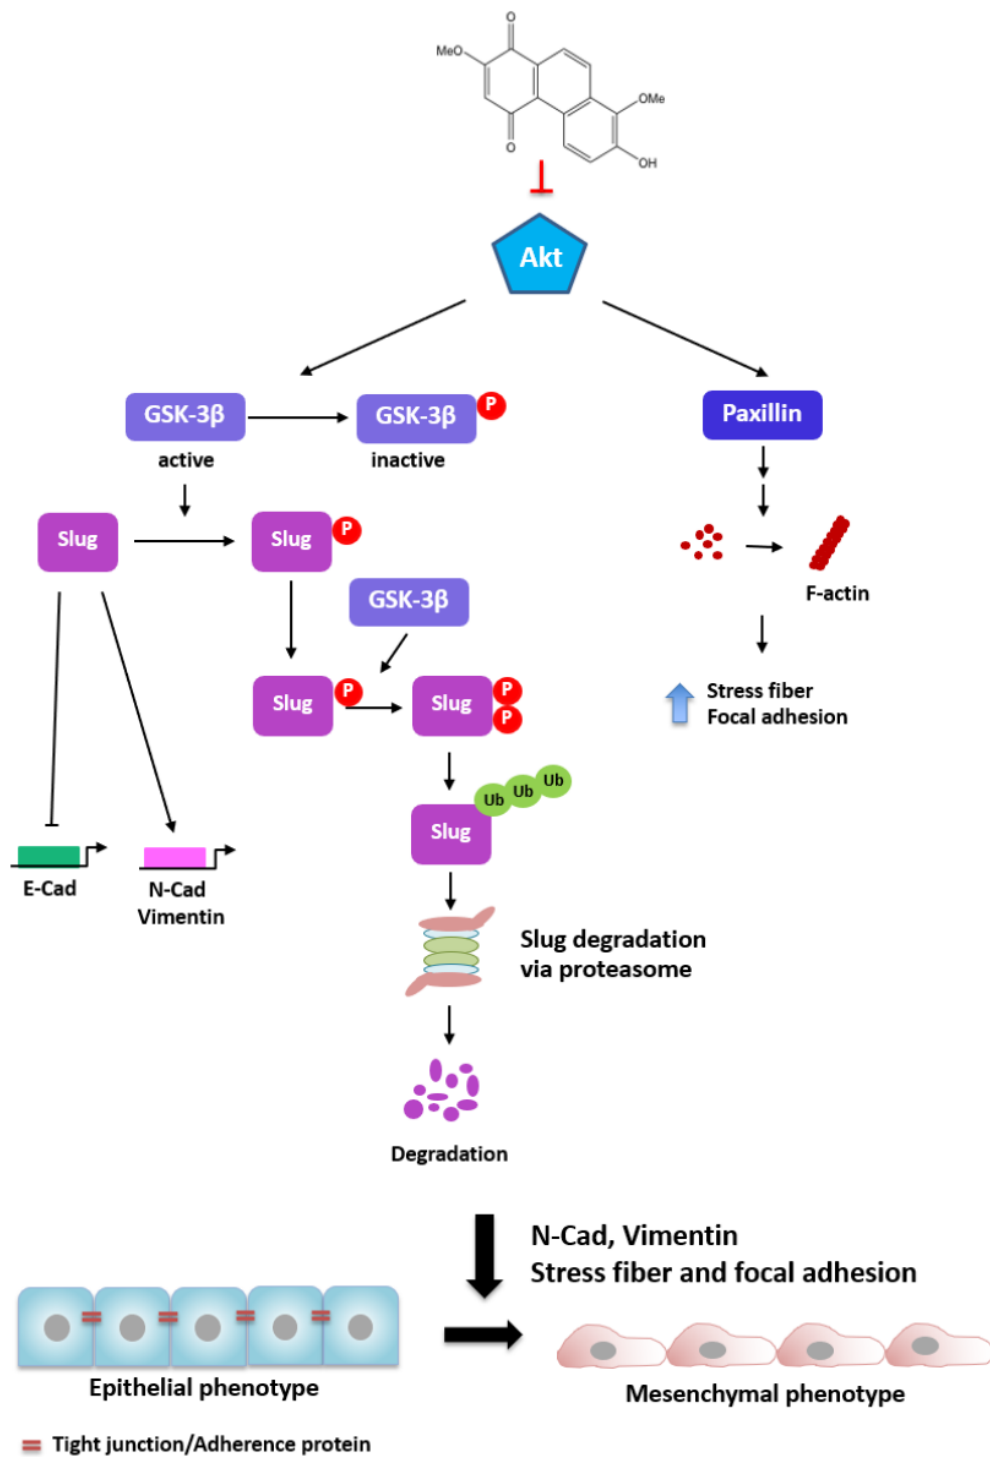 O
MeO
OMe
O
OH
Akt
GSK-3β
GSK-3β
P
Paxillin
active
inactive
Slug
Slug
P
GSK-3β
F-actin
Slug
P
Slug
P
P
Stress fiber
Focal adhesion
Ub
Ub
Ub
Slug
E-Cad
N-Cad
Vimentin
Slug degradation
via proteasome
Degradation
N-Cad, Vimentin
Stress fiber and focal adhesion
Epithelial phenotype
Mesenchymal phenotype
Tight junction/Adherence protein